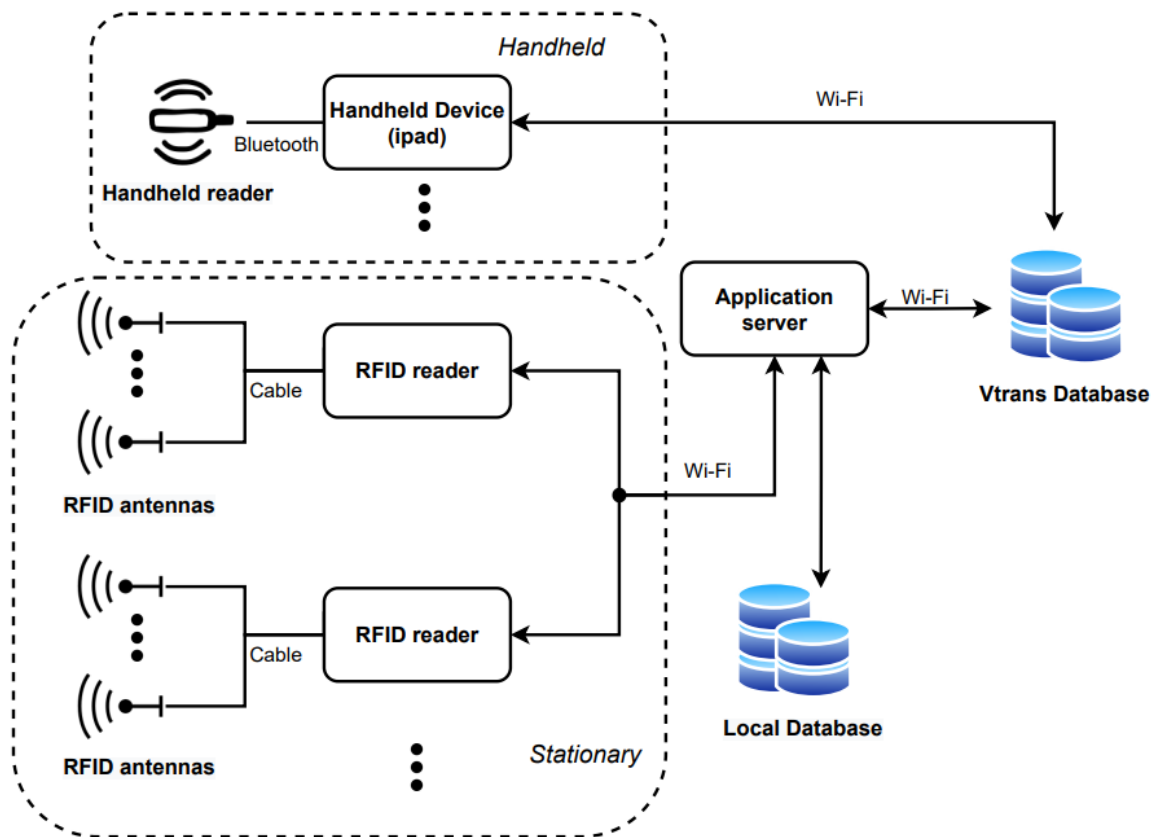 Handheld
Handheld Device
(ipad)
Wi-Fi
Bluetooth
Handheld reader
Application
server
Wi-Fi
Vtrans Database
RFID reader
Cable
Wi-Fi
RFID antennas
RFID reader
Cable
Local Database
RFID antennas
Stationary